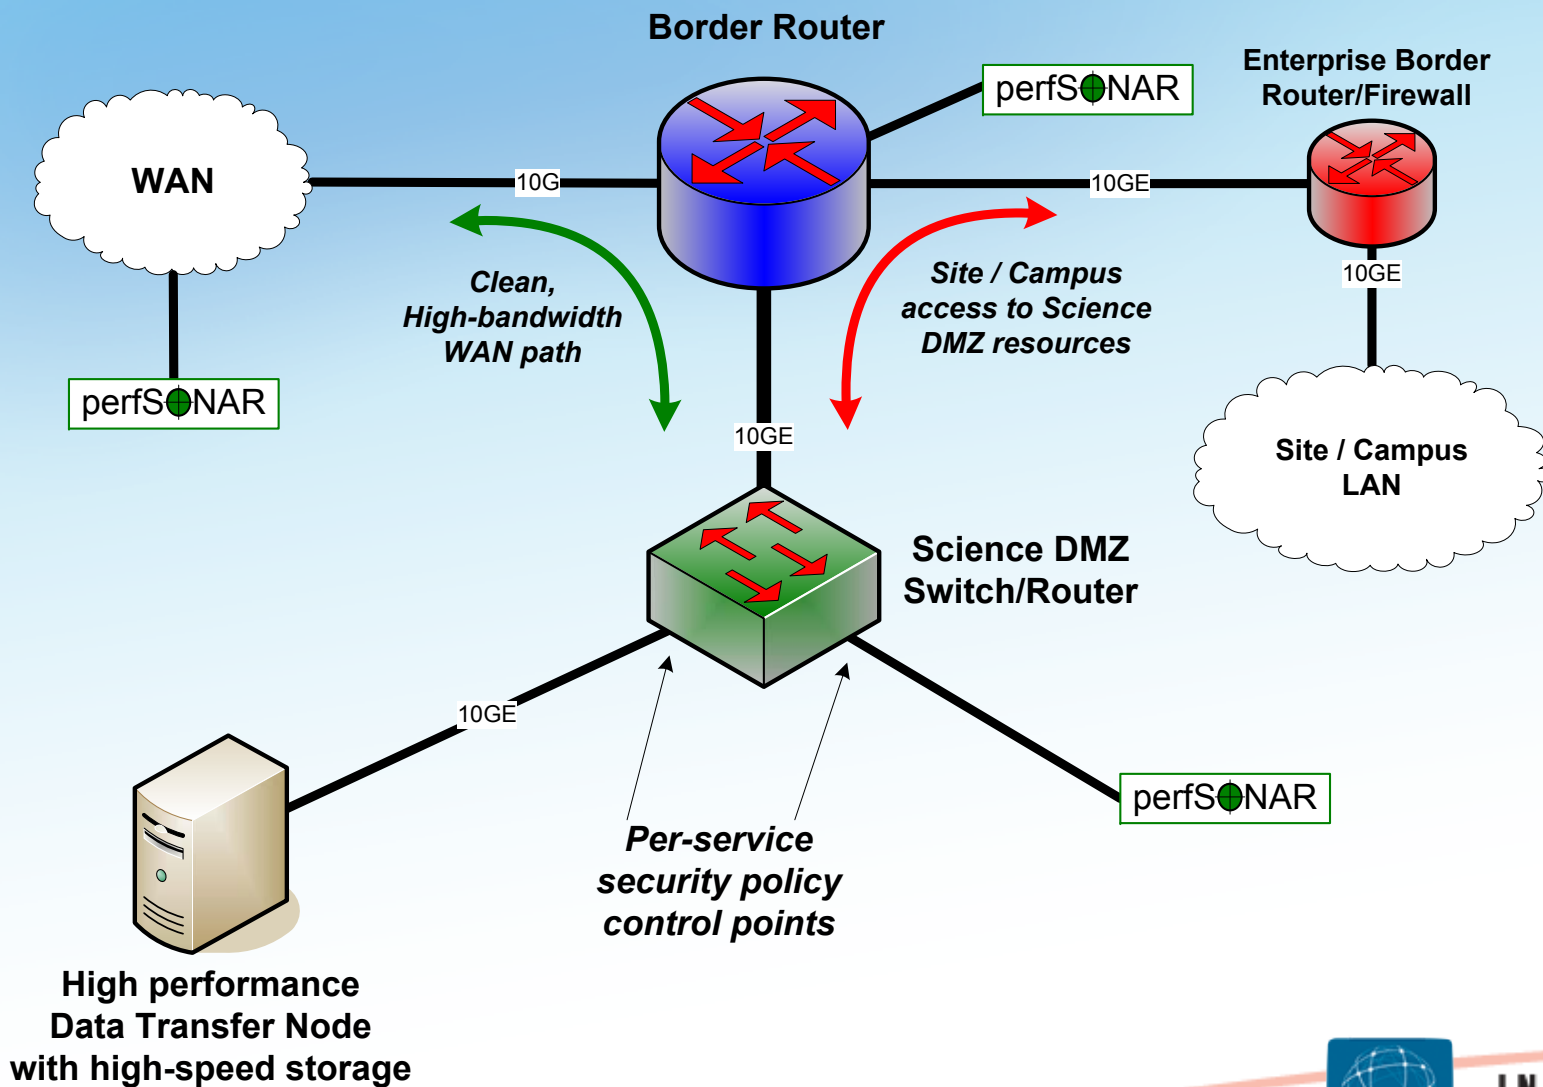 Border Router
perfSONAR
Enterprise Border
Router/Firewall
WAN
10G
10GE
10GE
Clean,
High-bandwidth
WAN path
Site / Campus
access to Science
DMZ resources
perfSONAR
10GE
Site / Campus
LAN
Science DMZ
Switch/Router
10GE
perfSONAR
Per-service
security policy
control points
High performance
Data Transfer Node
with high-speed storage